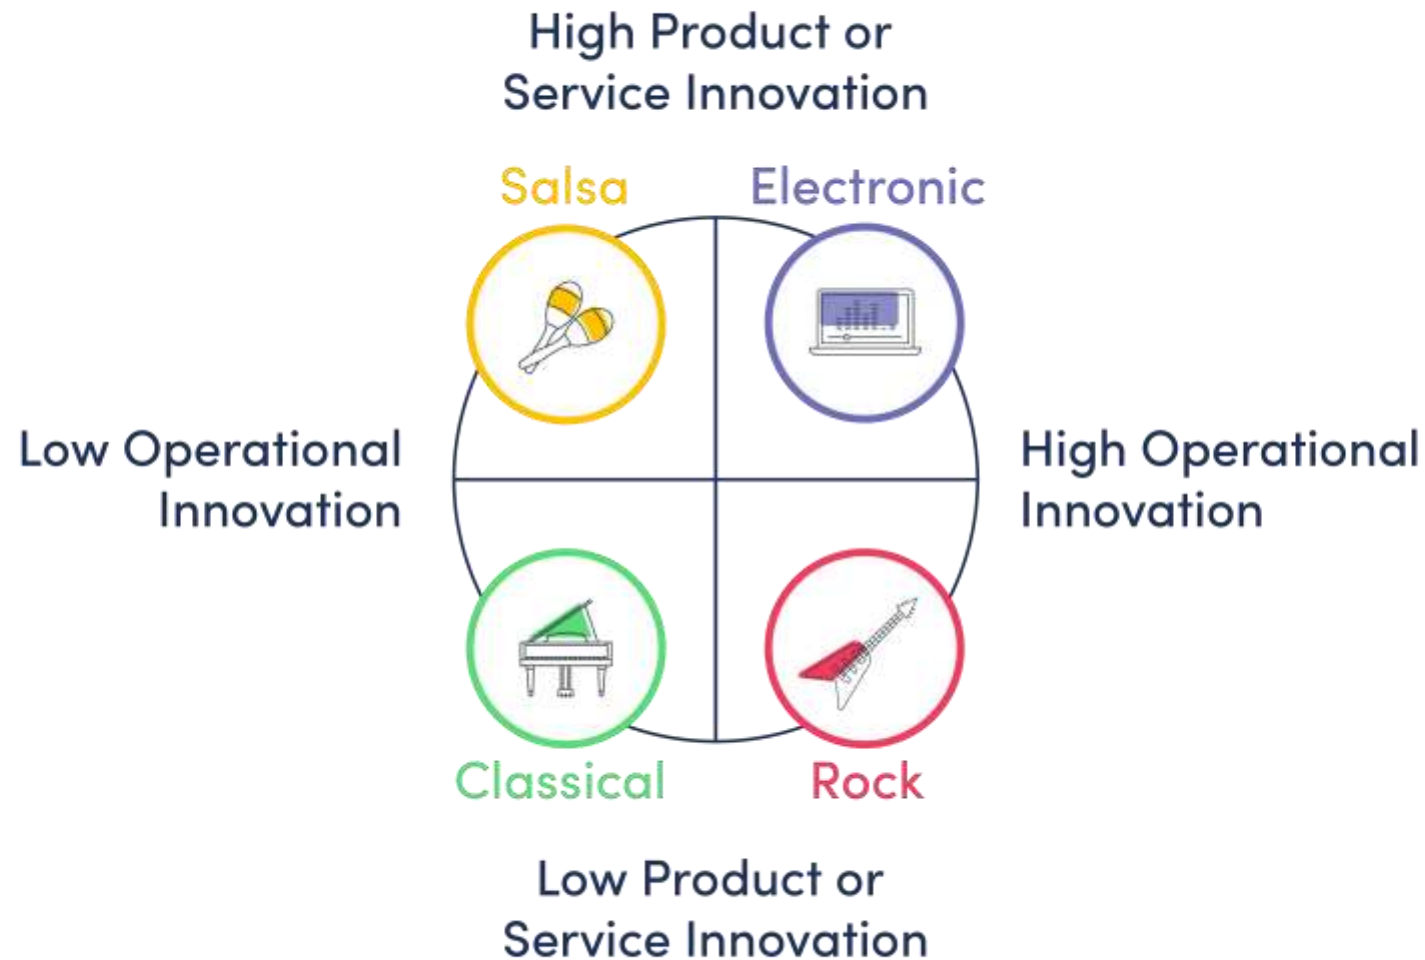 High Product or
Service Innovation
Salsa
Electronic
Low Operational
Innovation
High Operational
Innovation
Classical
Rock
Low Product or
Service Innovation